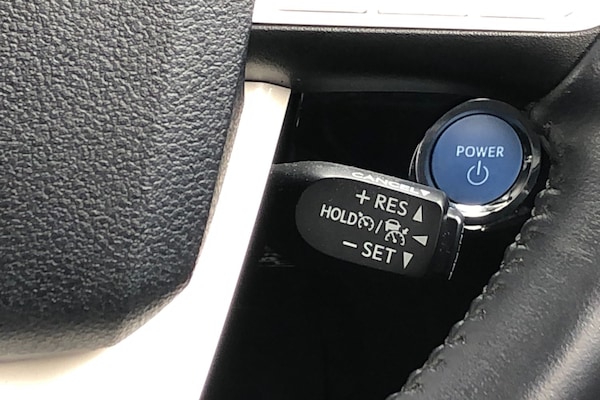 POWER
CANCEL
+ RES
HOLD /
− SET